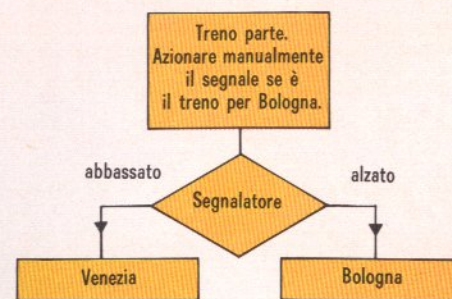 Treno parte.
Azionare manualmente
il segnale se è
il treno per Bologna.
abbassato
alzato
Segnalatore
Venezia
Bologna